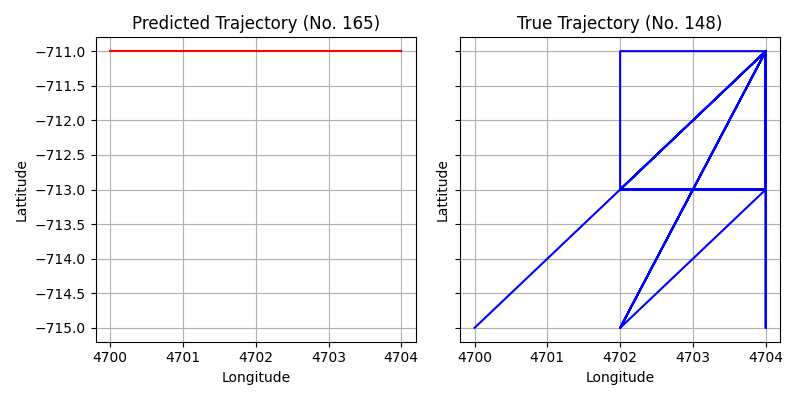 Predicted Trajectory (No. 165)
True Trajectory (No. 148)
Lattitude
−711.0
−711.5
−712.0
−712.5
−713.0
−713.5
−714.0
−714.5
−715.0
4700 4701 4702 4703 4704
Longitude
Lattitude
4700 4701 4702 4703 4704
Longitude